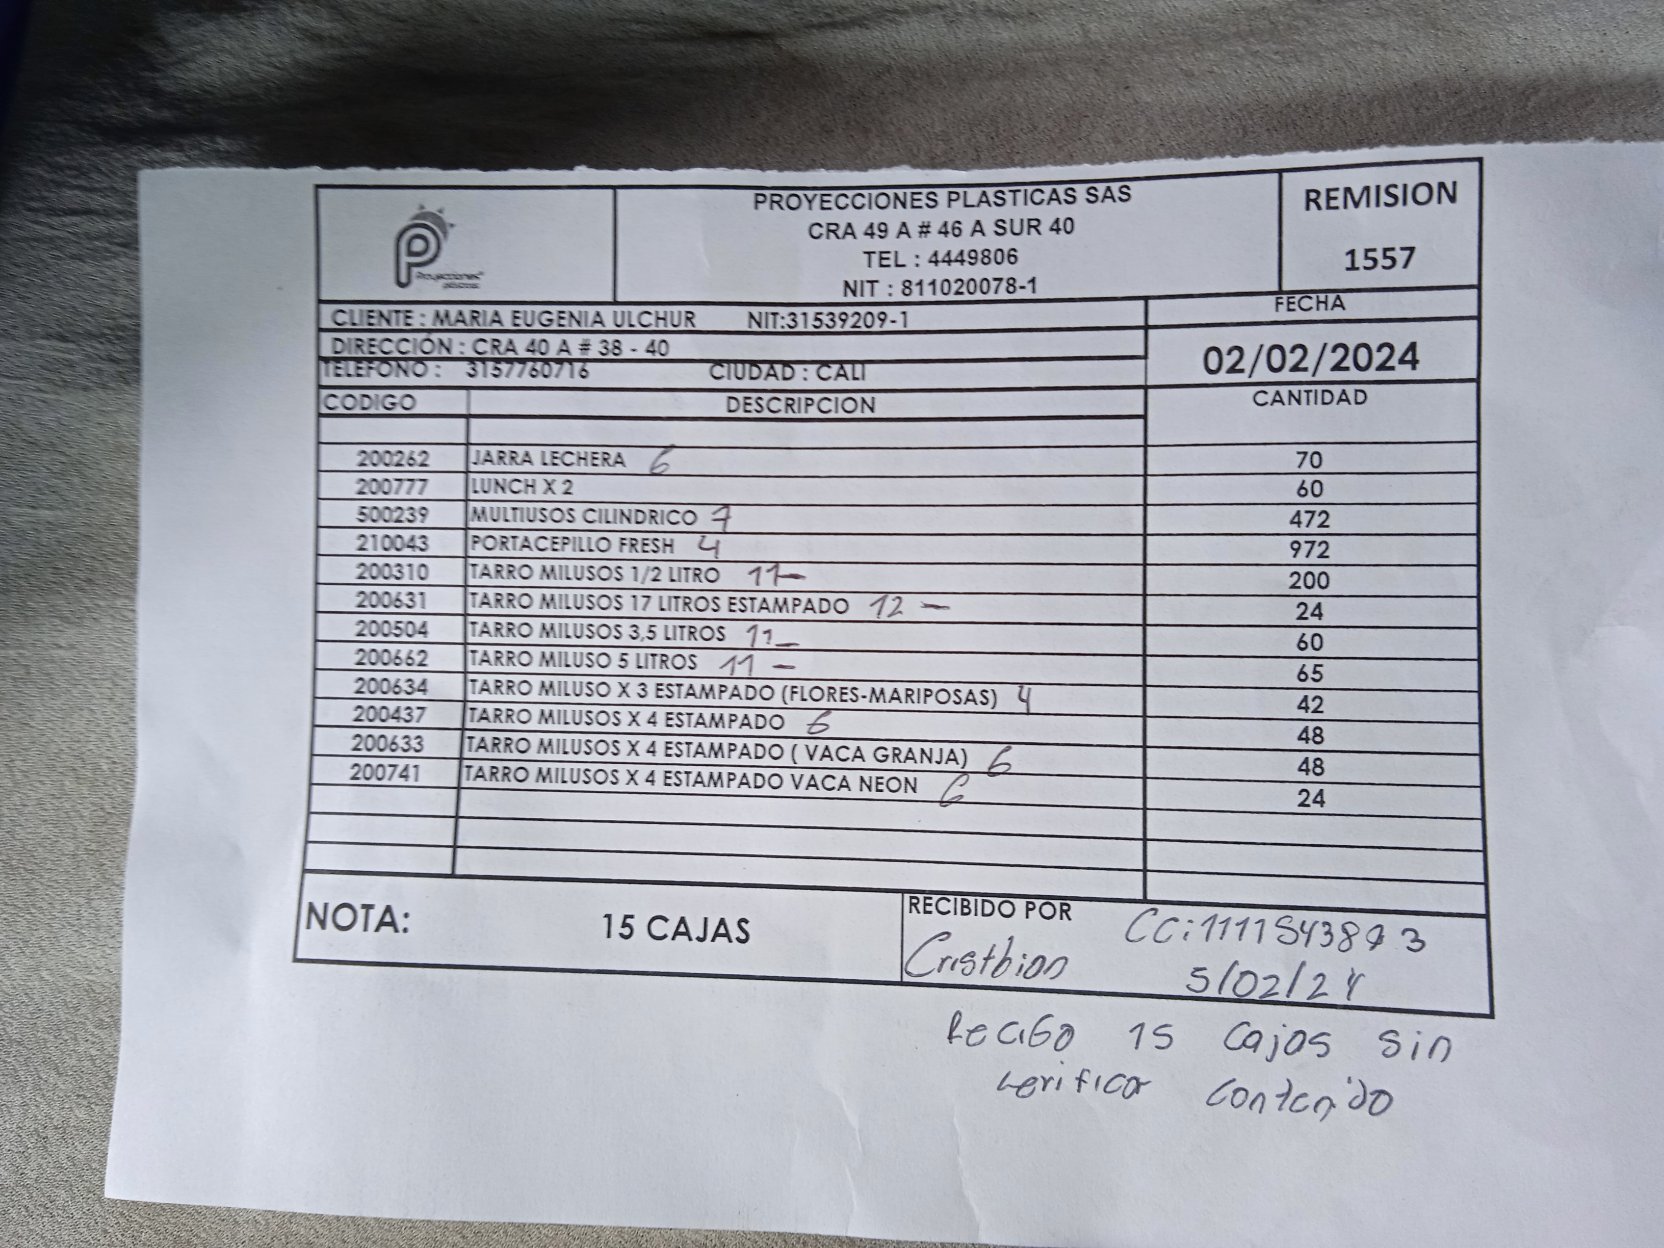 PROYECCIONES PLASTICAS SAS
CRA 49 A # 46 A SUR 40
TEL : 4449806
NIT : 811020078-1
REMISION
1557
Proyecciones
plásticas
CLIENTE : MARIA EUGENIA ULCHUR NIT:31539209-1
FECHA
DIRECCIÓN : CRA 40 A # 38 - 40
02/02/2024
TELEFONO : 3157760716 CIUDAD : CALI
CODIGO DESCRIPCION CANTIDAD
200262 JARRA LECHERA 6 70
200777 LUNCH X 2 60
500239 MULTIUSOS CILINDRICO 7 472
210043 PORTACEPILLO FRESH 4 972
200310 TARRO MILUSOS 1/2 LITRO 11- 200
200631 TARRO MILUSOS 17 LITROS ESTAMPADO 12 - 24
200504 TARRO MILUSOS 3,5 LITROS 11- 60
200662 TARRO MILUSO 5 LITROS 11 - 65
200634 TARRO MILUSO X 3 ESTAMPADO (FLORES-MARIPOSAS) 4 42
200437 TARRO MILUSOS X 4 ESTAMPADO 6 48
200633 TARRO MILUSOS X 4 ESTAMPADO ( VACA GRANJA) 6 48
200741 TARRO MILUSOS X 4 ESTAMPADO VACA NEON 6 24
NOTA: 15 CAJAS
RECIBIDO POR
Cristbian
5/02/24
Recibo 15 Cajas sin
verificar contenido